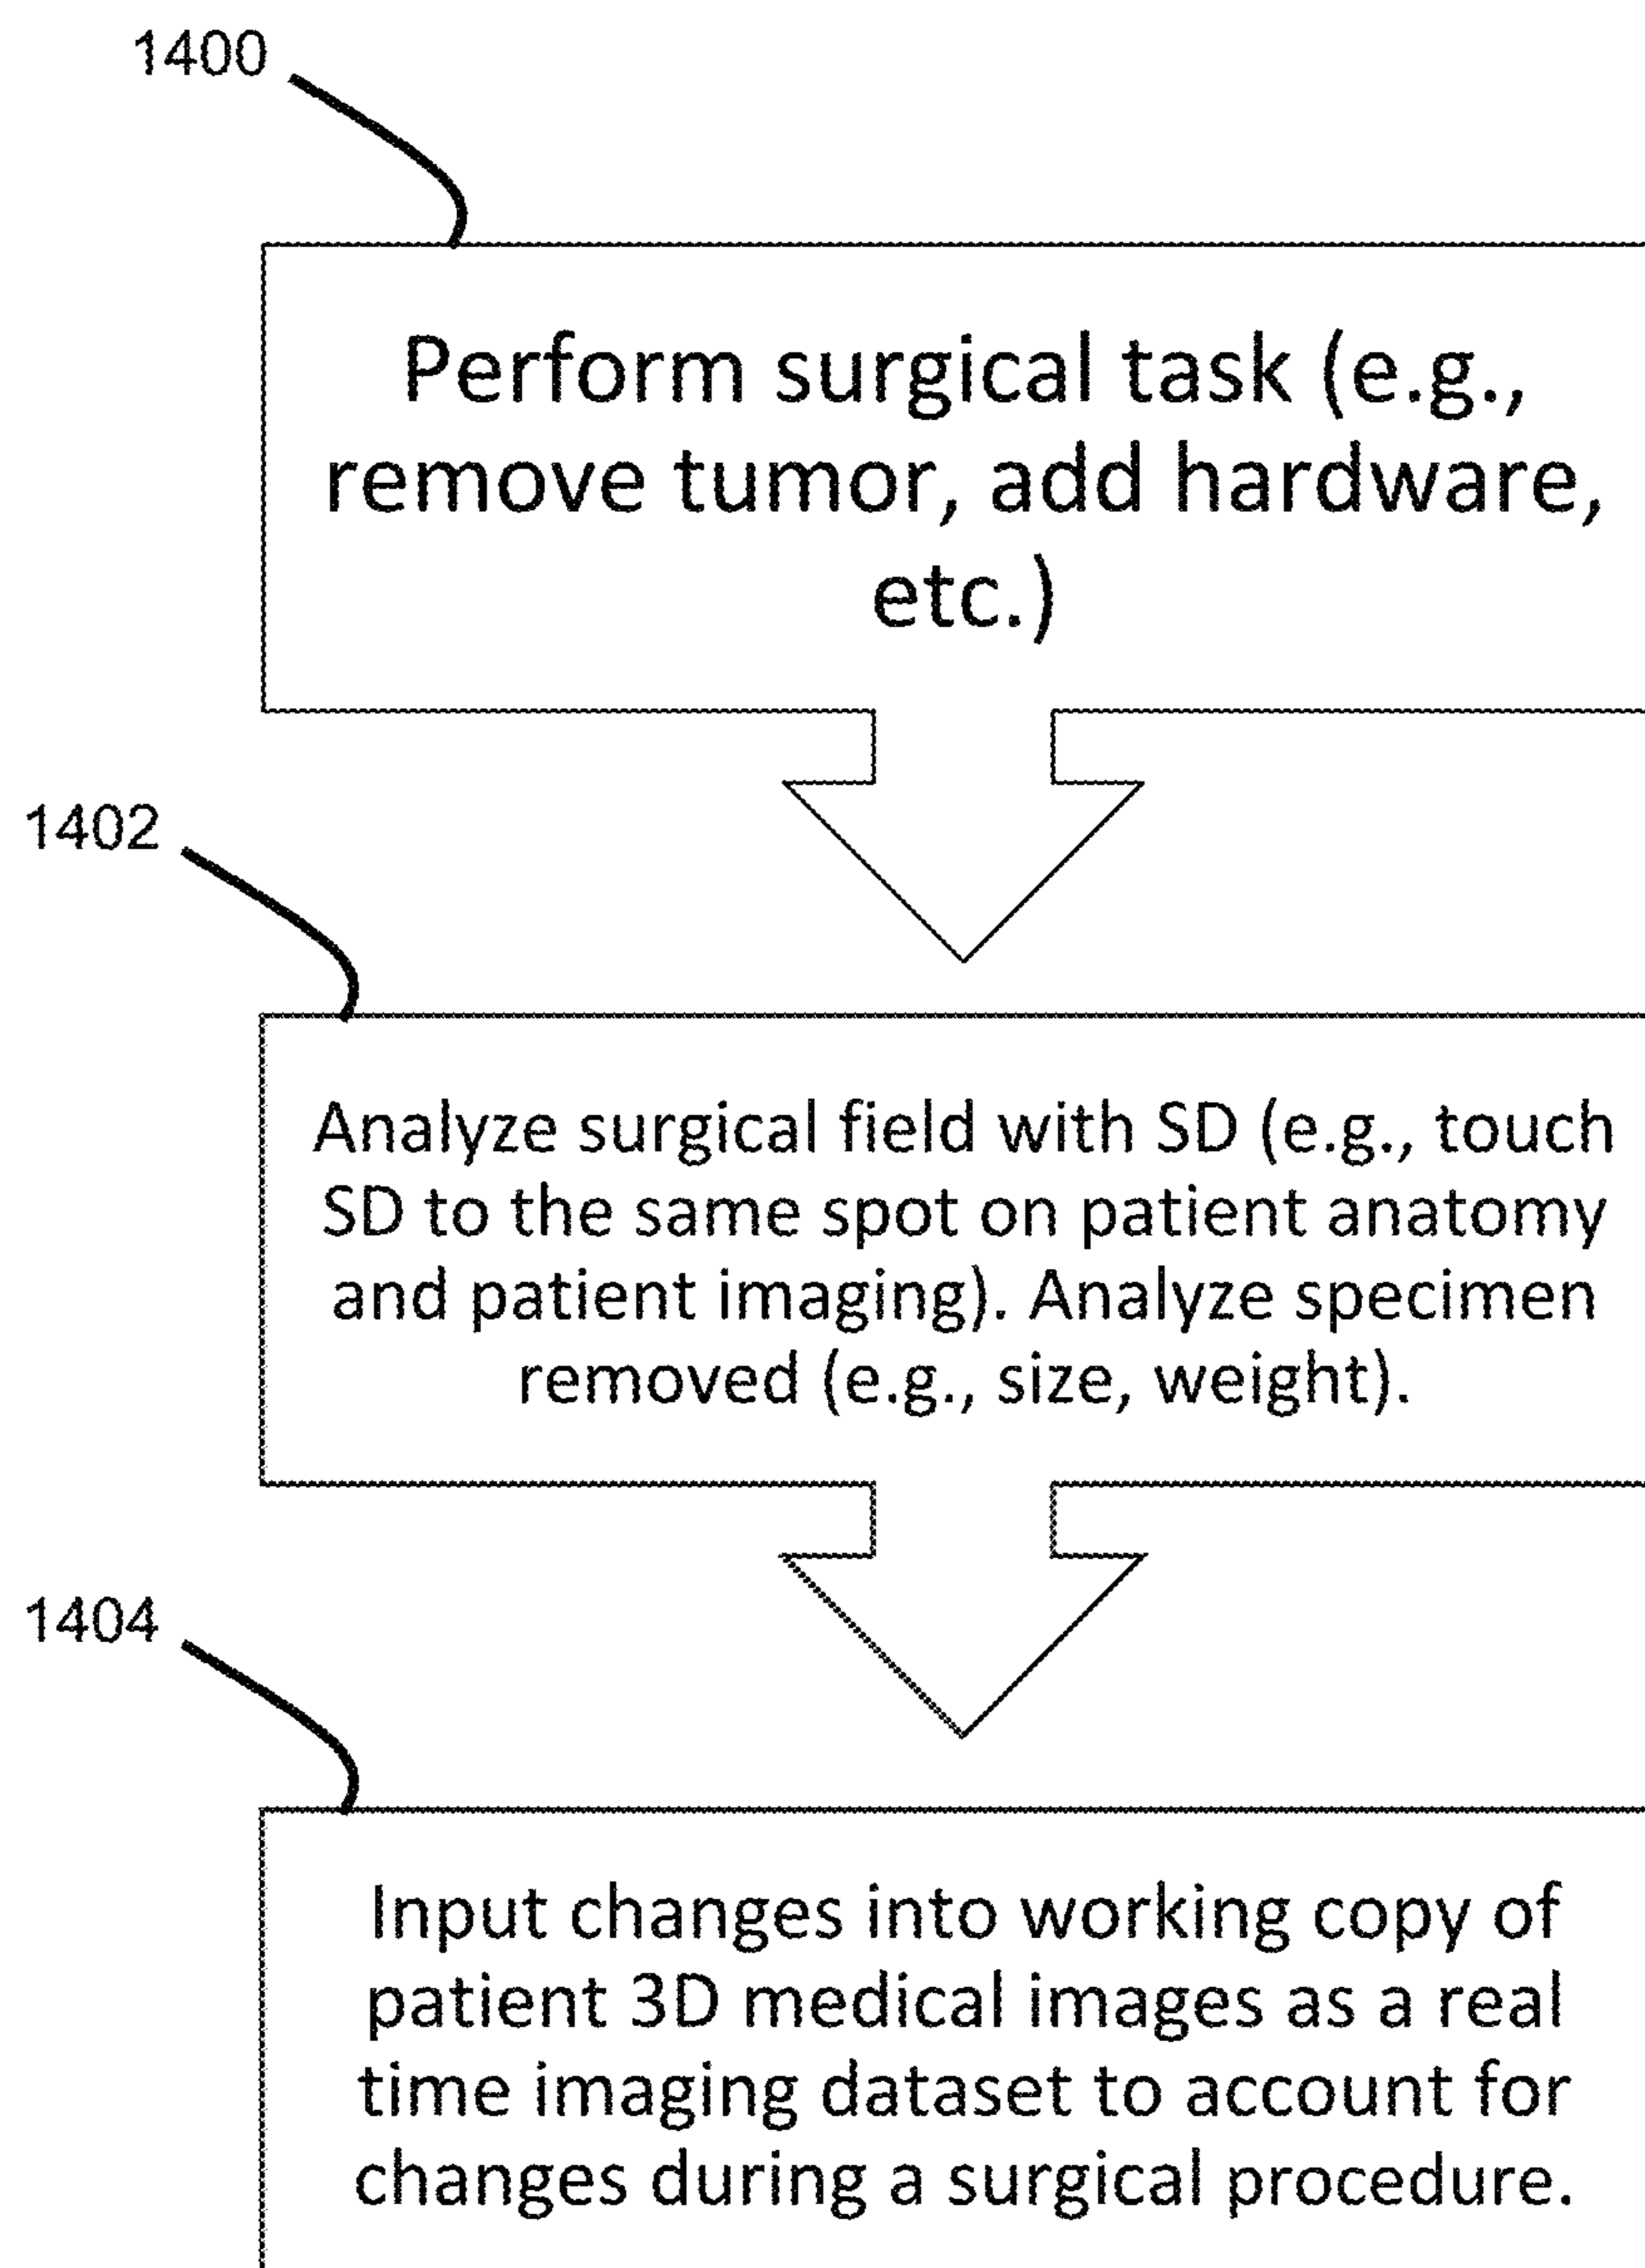 1400
Perform surgical task (e.g.,
remove tumor, add hardware,
etc.)
1402
Analyze surgical field with SD (e.g., touch
SD to the same spot on patient anatomy
and patient imaging). Analyze specimen
removed (e.g., size, weight).
1404
Input changes into working copy of
patient 3D medical images as a real
time imaging dataset to account for
changes during a surgical procedure.